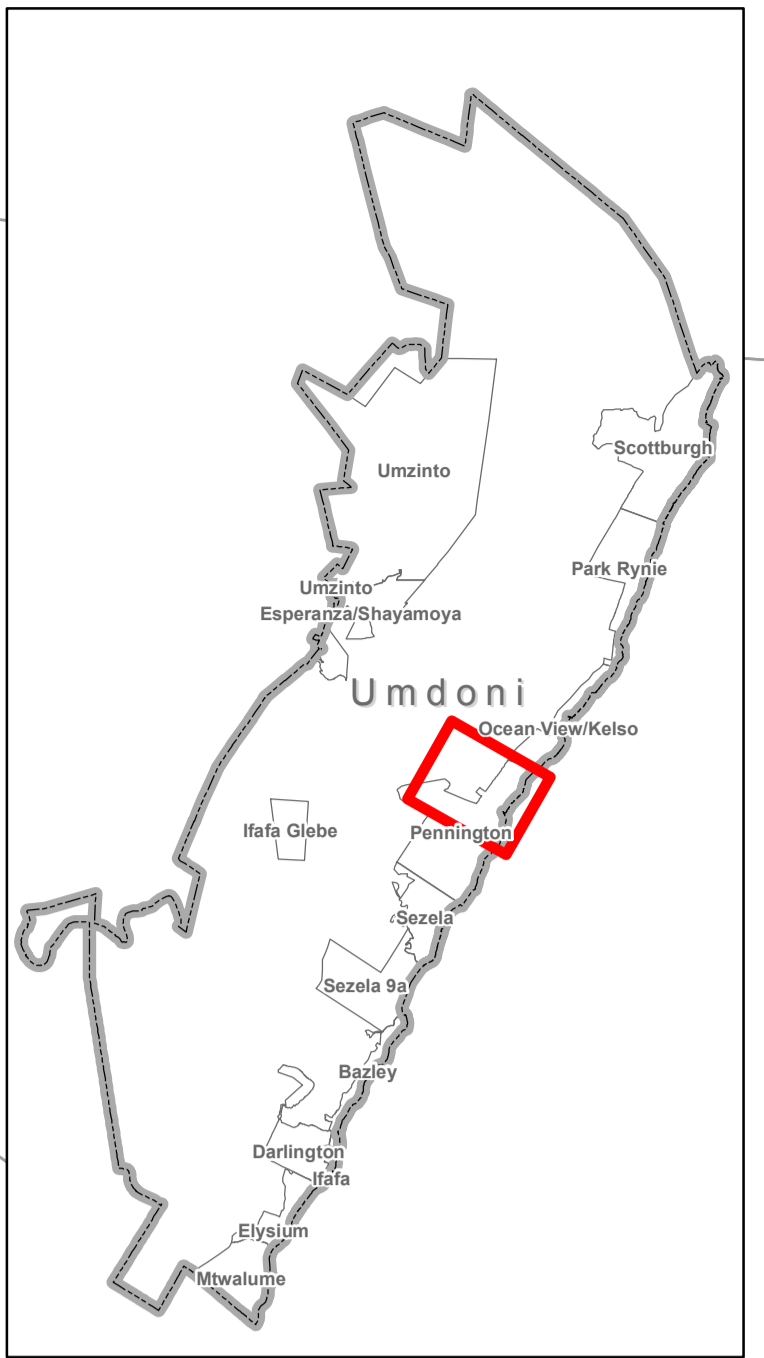 Scottburgh
Umzinto
Park Rynie
Umzinto
Esperanza/Shayamoya
Umdoni
Ocean View/Kelso
Ifafa Glebe
Pennington
Sezela
Sezela 9a
Bazley
Darlington
Ifafa
Elysium
Mtwalume